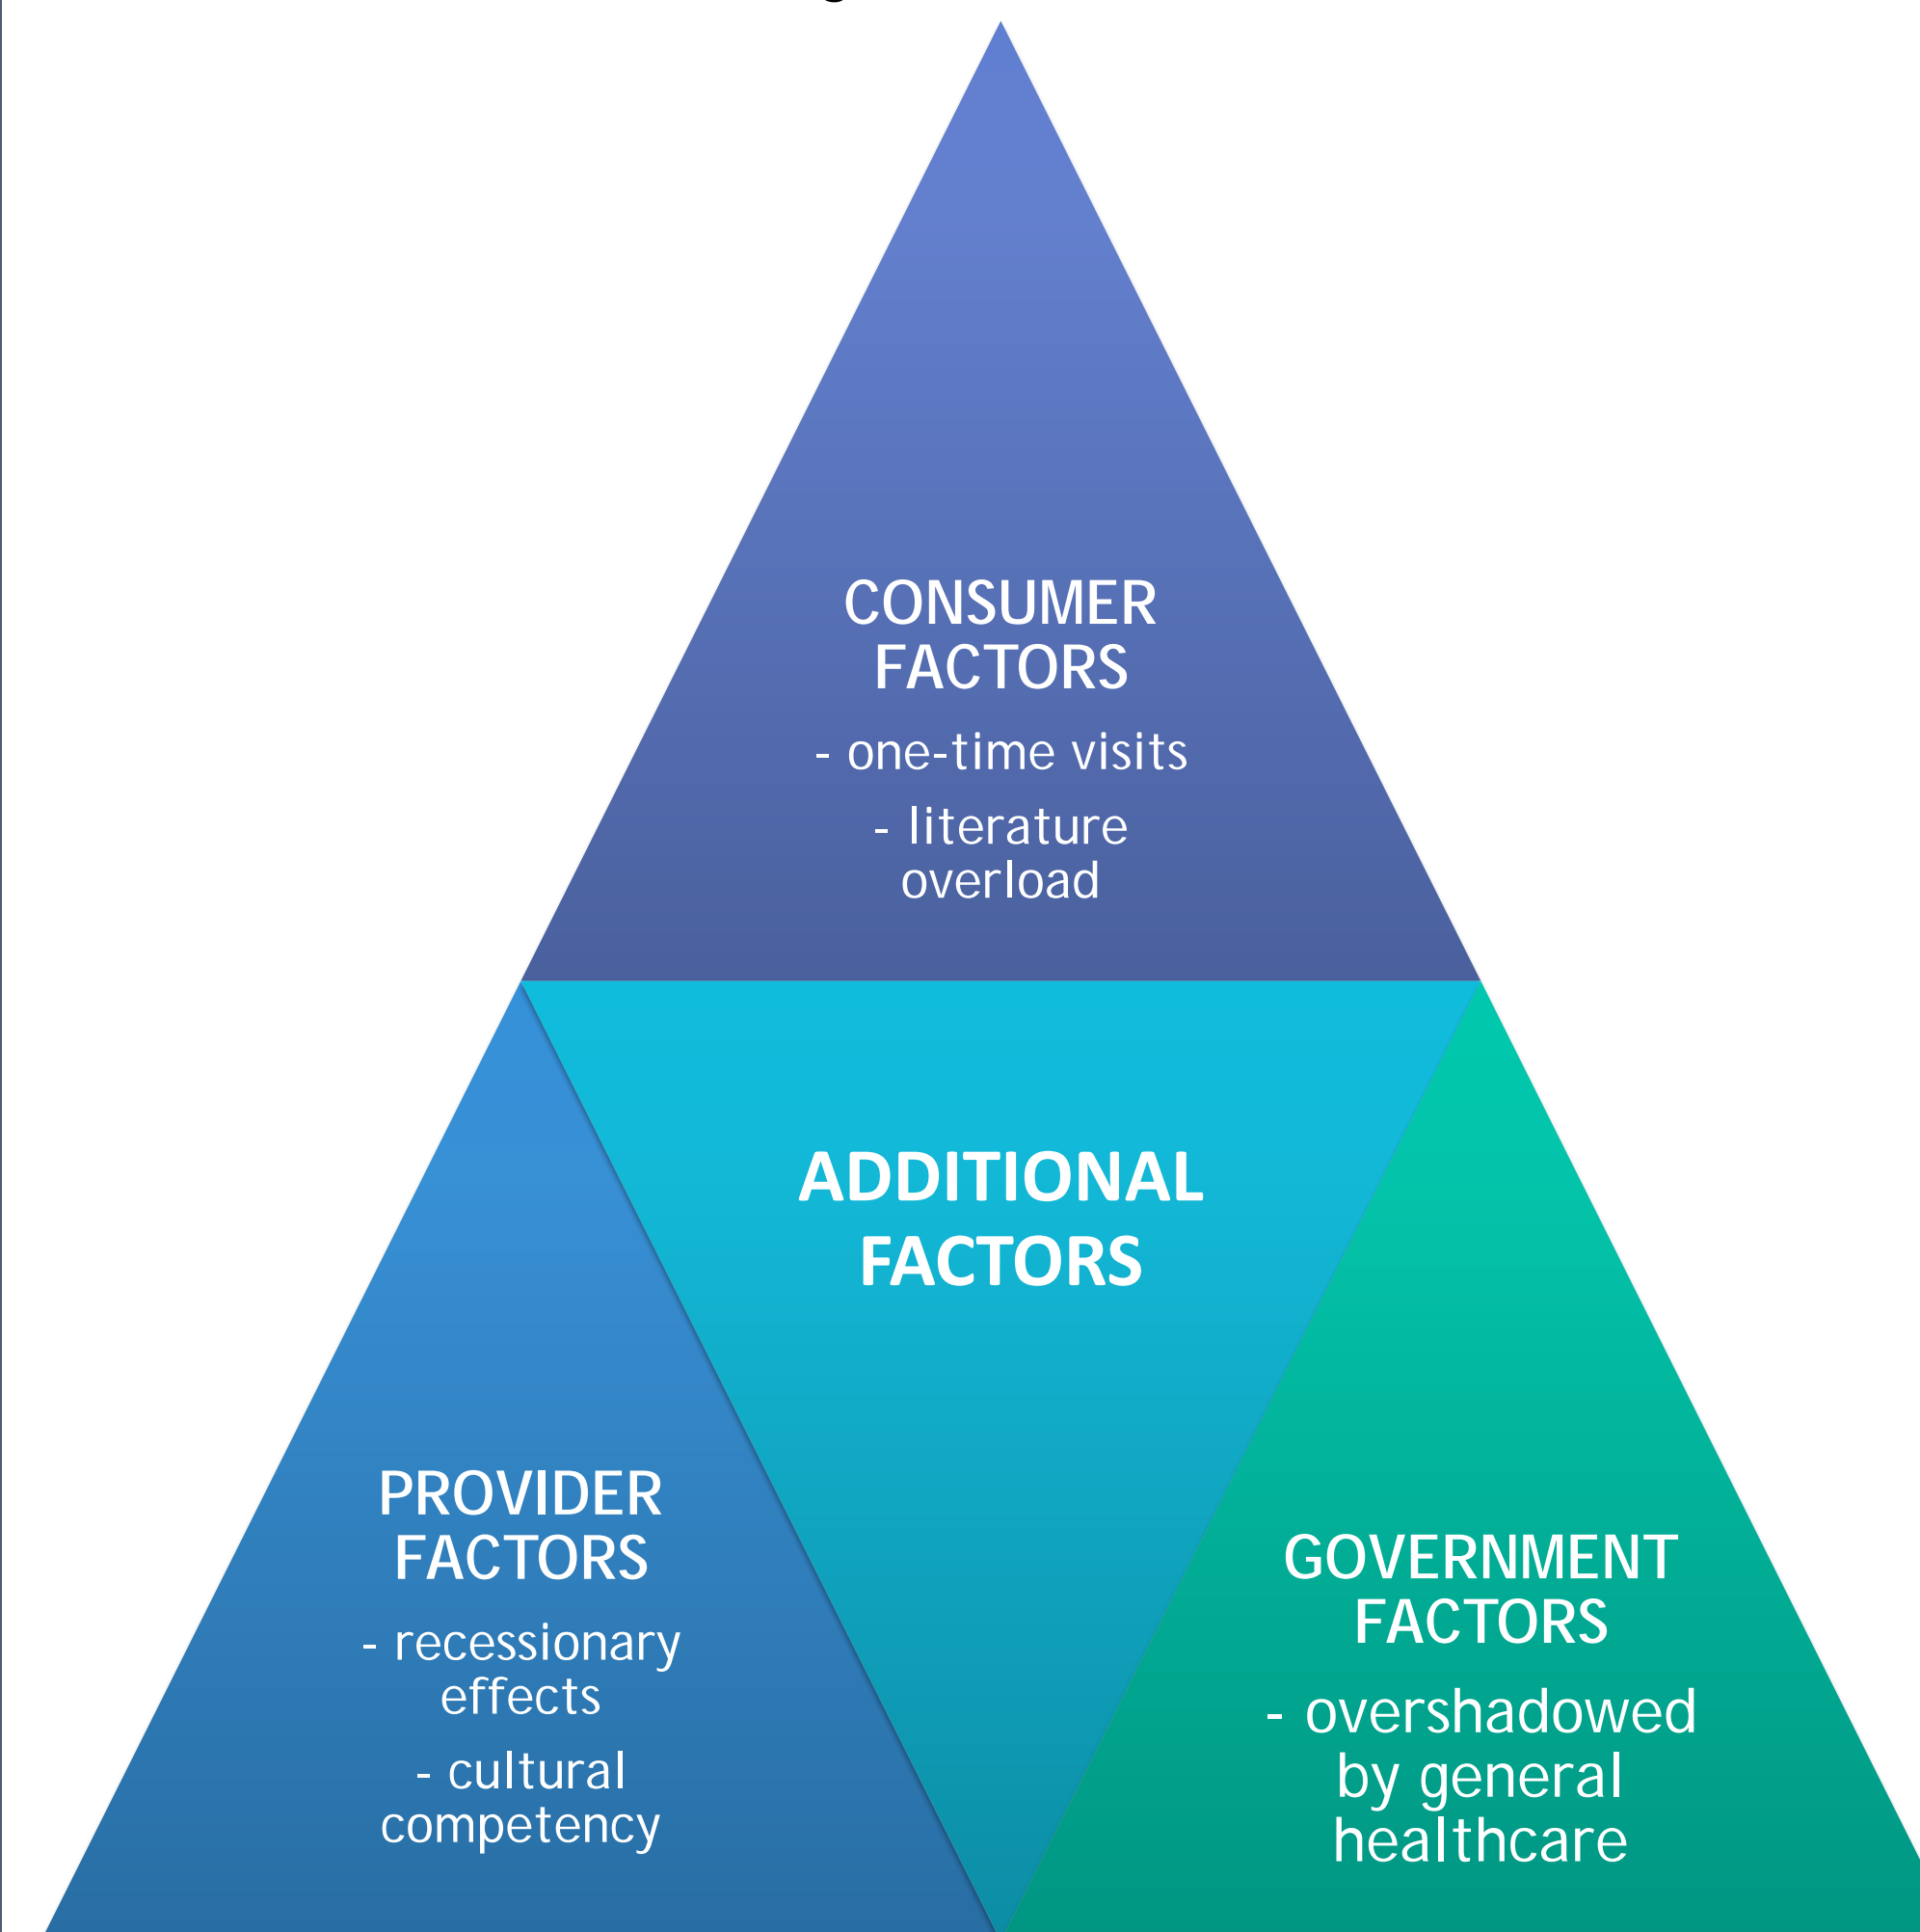 CONSUMER
FACTORS
- one-time visits
- literature
overload
ADDITIONAL
FACTORS
PROVIDER
FACTORS
- recessionary
effects
- cultural
competency
GOVERNMENT
FACTORS
- overshadowed
by general
healthcare